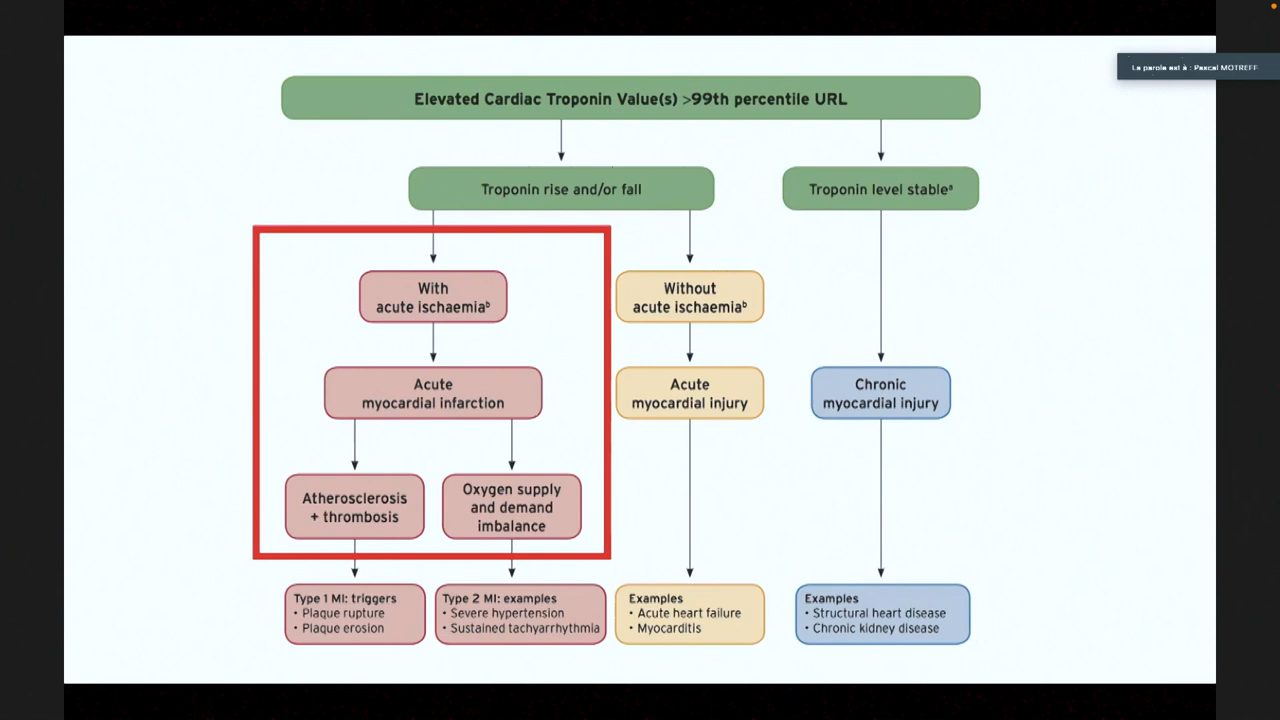 La parole est à : Pascal MOTREFF
Elevated Cardiac Troponin Value(s) >99th percentile URL
Troponin rise and/or fall
Troponin level stableᵃ
With
acute ischaemiaᵇ
Without
acute ischaemiaᵇ
Acute
myocardial infarction
Acute
myocardial injury
Chronic
myocardial injury
Atherosclerosis
+ thrombosis
Oxygen supply
and demand
imbalance
Type 1 MI: triggers
• Plaque rupture
• Plaque erosion
Type 2 MI: examples
• Severe hypertension
• Sustained tachyarrhythmia
Examples
• Acute heart failure
• Myocarditis
Examples
• Structural heart disease
• Chronic kidney disease